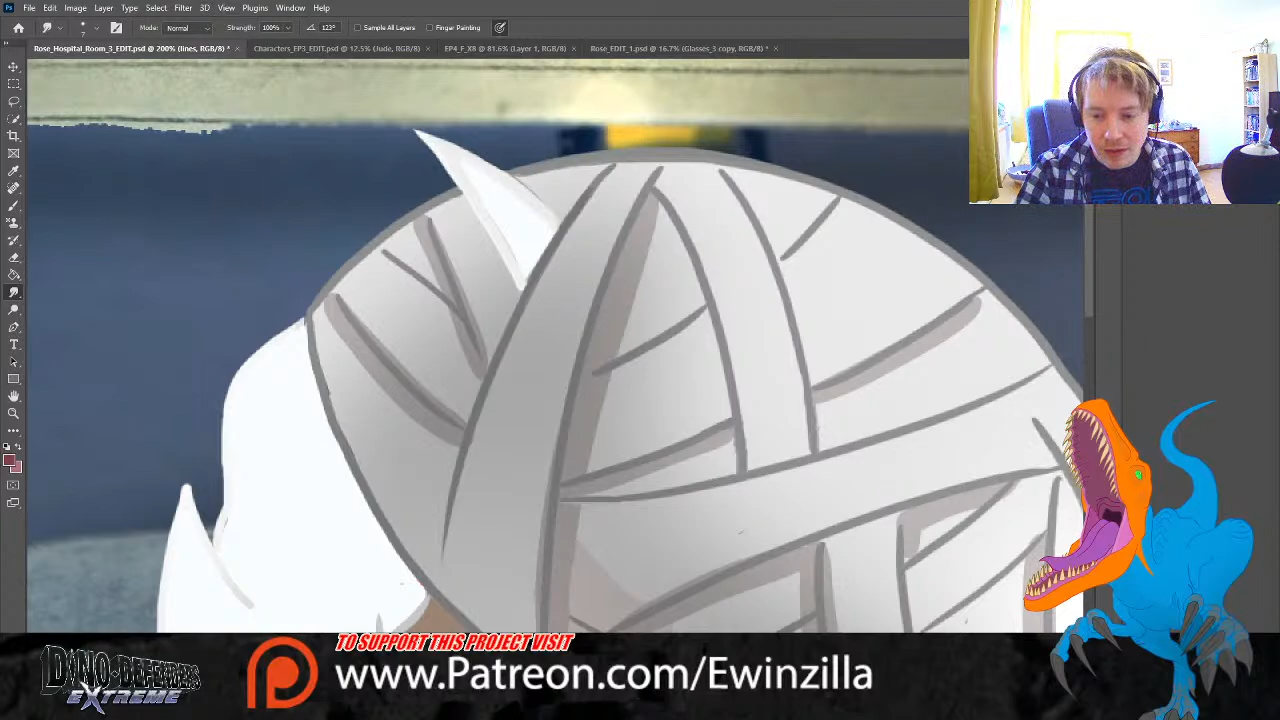 Ps File Edit Image Layer Type Select Filter 3D View Plugins Window Help
7 Mode: Normal Strength: 100% 123° Sample All Layers Finger Painting
Rose_Hospital_Room_3_EDIT.psd @ 200% (lines, RGB/8) * × Characters_EP3_EDIT.psd @ 12.5% (Jude, RGB/8) × EP4_F_X8 @ 81.6% (Layer 1, RGB/8) × Rose_EDIT_1.psd @ 16.7% (Glasses_3 copy, RGB/8) * ×
TO SUPPORT THIS PROJECT VISIT
www.Patreon.com/Ewinzilla
DINO-DEFENDERS
EXTREME